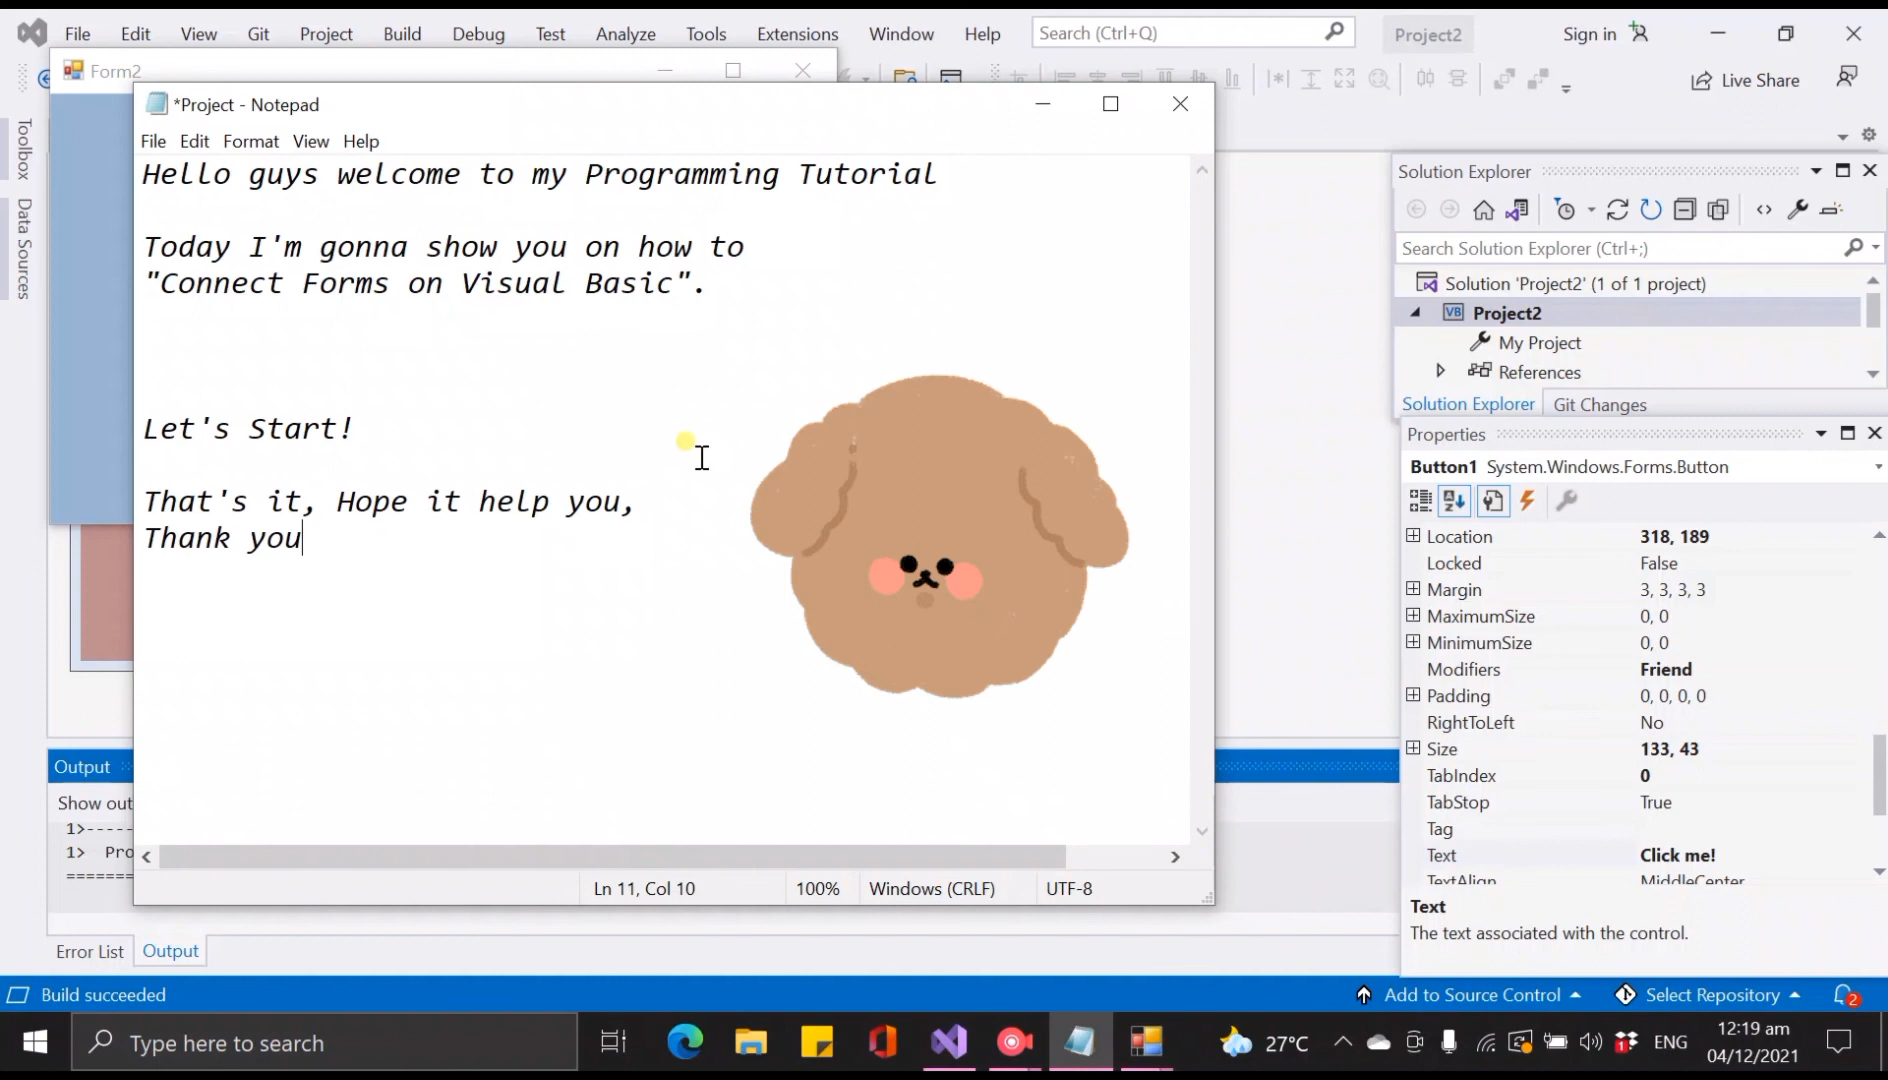 File Edit View Git Project Build Debug Test Analyze Tools Extensions Window Help Search (Ctrl+Q) Project2 Sign in
Form2
Live Share
*Project - Notepad
File Edit Format View Help
Hello guys welcome to my Programming Tutorial
Today I'm gonna show you on how to
"Connect Forms on Visual Basic".
Let's Start!
That's it, Hope it help you,
Thank you
Ln 11, Col 10 100% Windows (CRLF) UTF-8
Toolbox
Data Sources
Solution Explorer
Search Solution Explorer (Ctrl+;)
Solution 'Project2' (1 of 1 project)
VB Project2
My Project
References
Solution Explorer Git Changes
Properties
Button1 System.Windows.Forms.Button
Location 318, 189
Locked False
Margin 3, 3, 3, 3
MaximumSize 0, 0
MinimumSize 0, 0
Modifiers Friend
Padding 0, 0, 0, 0
RightToLeft No
Size 133, 43
TabIndex 0
TabStop True
Tag
Text Click me!
TextAlign MiddleCenter
Text
The text associated with the control.
Output
Show out
1>-----
1> Pro
========
Error List Output
Build succeeded Add to Source Control Select Repository 2
Type here to search 27°C 1 ENG 12:19 am
04/12/2021